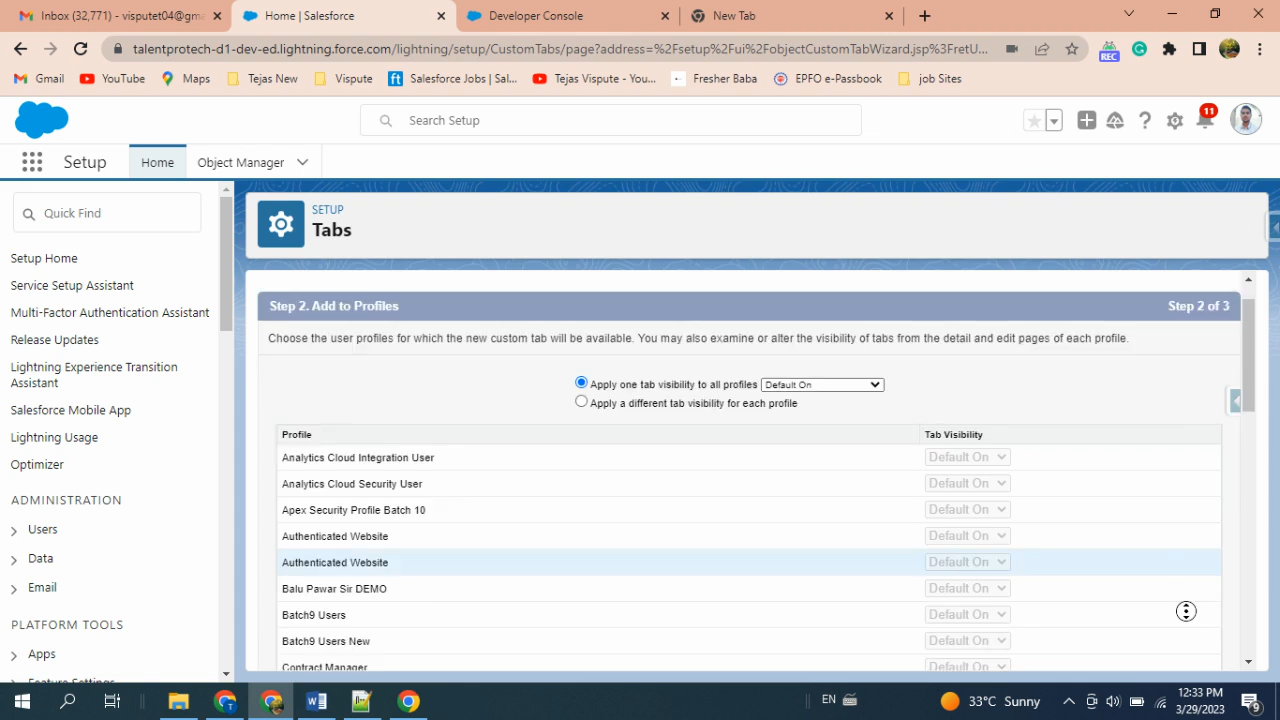 Inbox (32,771) - visputet04@gma
Home | Salesforce
Developer Console
New Tab
talentprotech-d1-dev-ed.lightning.force.com/lightning/setup/CustomTabs/page?address=%2Fsetup%2Fui%2FobjectCustomTabWizard.jsp%3FretU...
REC
Gmail
YouTube
Maps
Tejas New
Vispute
Salesforce Jobs | Sal...
Tejas Vispute - You...
Fresher Baba
EPFO e-Passbook
job Sites
Search Setup
11
Setup
Home
Object Manager
Quick Find
Setup Home
Service Setup Assistant
Multi-Factor Authentication Assistant
Release Updates
Lightning Experience Transition
Assistant
Salesforce Mobile App
Lightning Usage
Optimizer
ADMINISTRATION
Users
Data
Email
PLATFORM TOOLS
Apps
Feature Settings
SETUP
Tabs
Step 2. Add to Profiles
Step 2 of 3
Choose the user profiles for which the new custom tab will be available. You may also examine or alter the visibility of tabs from the detail and edit pages of each profile.
Apply one tab visibility to all profiles Default On
Apply a different tab visibility for each profile
Profile Tab Visibility
Analytics Cloud Integration User Default On
Analytics Cloud Security User Default On
Apex Security Profile Batch 10 Default On
Authenticated Website Default On
Authenticated Website Default On
Balu Pawar Sir DEMO Default On
Batch9 Users Default On
Batch9 Users New Default On
Contract Manager Default On
EN
33°C Sunny
12:33 PM
3/29/2023
9